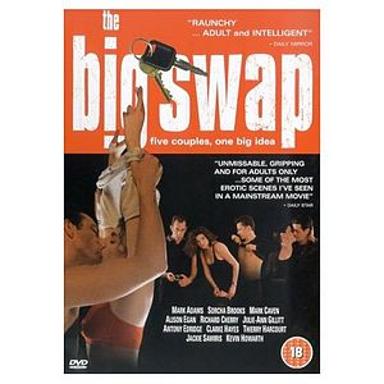 the
"RAUNCHY
... ADULT AND INTELLIGENT"
• DAILY MIRROR
big swap
five couples, one big idea
"UNMISSABLE, GRIPPING
AND FOR ADULTS ONLY
...SOME OF THE MOST
EROTIC SCENES I'VE SEEN
IN A MAINSTREAM MOVIE"
• DAILY STAR
MARK ADAMS SORCHA BROOKS MARK CAVEN
ALISON EGAN RICHARD CHERRY JULIE-ANN GILLITT
ANTONY EDRIDGE CLARKE HAYES THIERRY HARCOURT
JACKIE SAWIRIS KEVIN HOWARTH
DVD
18